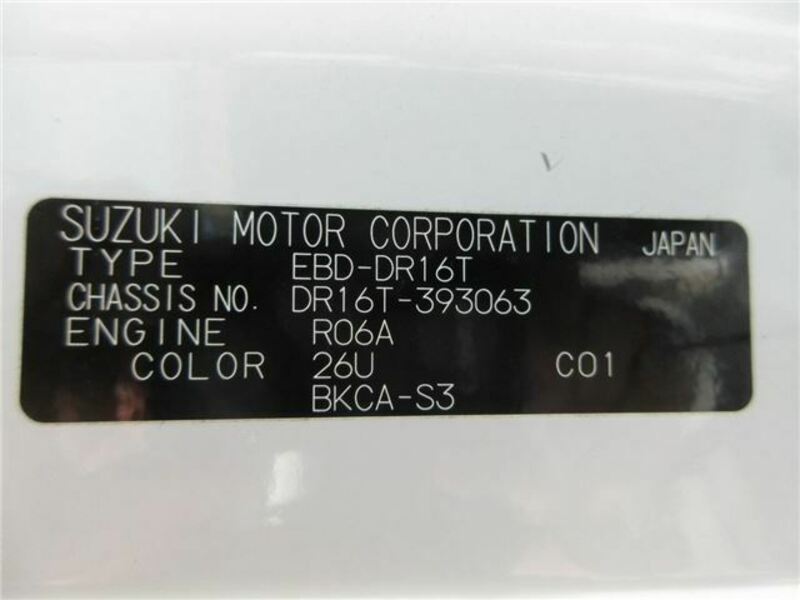 SUZUKI MOTOR CORPORATION JAPAN
TYPE EBD-DR16T
CHASSIS NO. DR16T-393063
ENGINE R06A
COLOR 26U C01
BKCA-S3